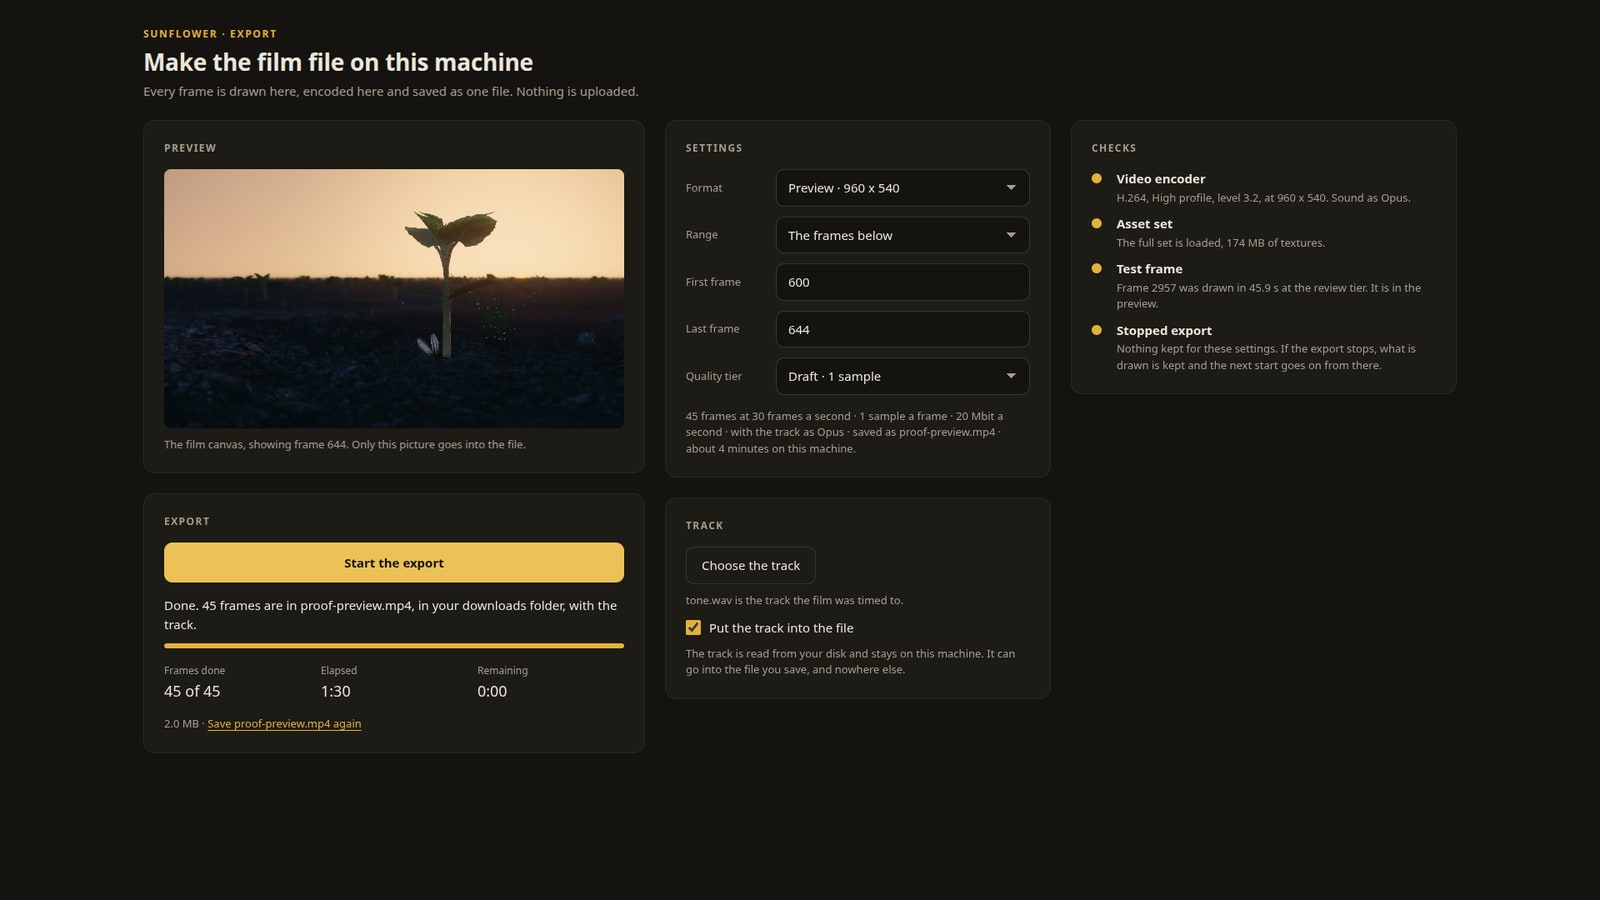 SUNFLOWER · EXPORT
Make the film file on this machine
Every frame is drawn here, encoded here and saved as one file. Nothing is uploaded.
PREVIEW
The film canvas, showing frame 644. Only this picture goes into the file.
EXPORT
Start the export
Done. 45 frames are in proof-preview.mp4, in your downloads folder, with the
track.
Frames done
Elapsed
Remaining
45 of 45
1:30
0:00
2.0 MB · Save proof-preview.mp4 again
SETTINGS
Format
Preview · 960 x 540
Range
The frames below
First frame
600
Last frame
644
Quality tier
Draft · 1 sample
45 frames at 30 frames a second · 1 sample a frame · 20 Mbit a
second · with the track as Opus · saved as proof-preview.mp4 ·
about 4 minutes on this machine.
TRACK
Choose the track
tone.wav is the track the film was timed to.
Put the track into the file
The track is read from your disk and stays on this machine. It can
go into the file you save, and nowhere else.
CHECKS
Video encoder
H.264, High profile, level 3.2, at 960 x 540. Sound as Opus.
Asset set
The full set is loaded, 174 MB of textures.
Test frame
Frame 2957 was drawn in 45.9 s at the review tier. It is in the
preview.
Stopped export
Nothing kept for these settings. If the export stops, what is
drawn is kept and the next start goes on from there.